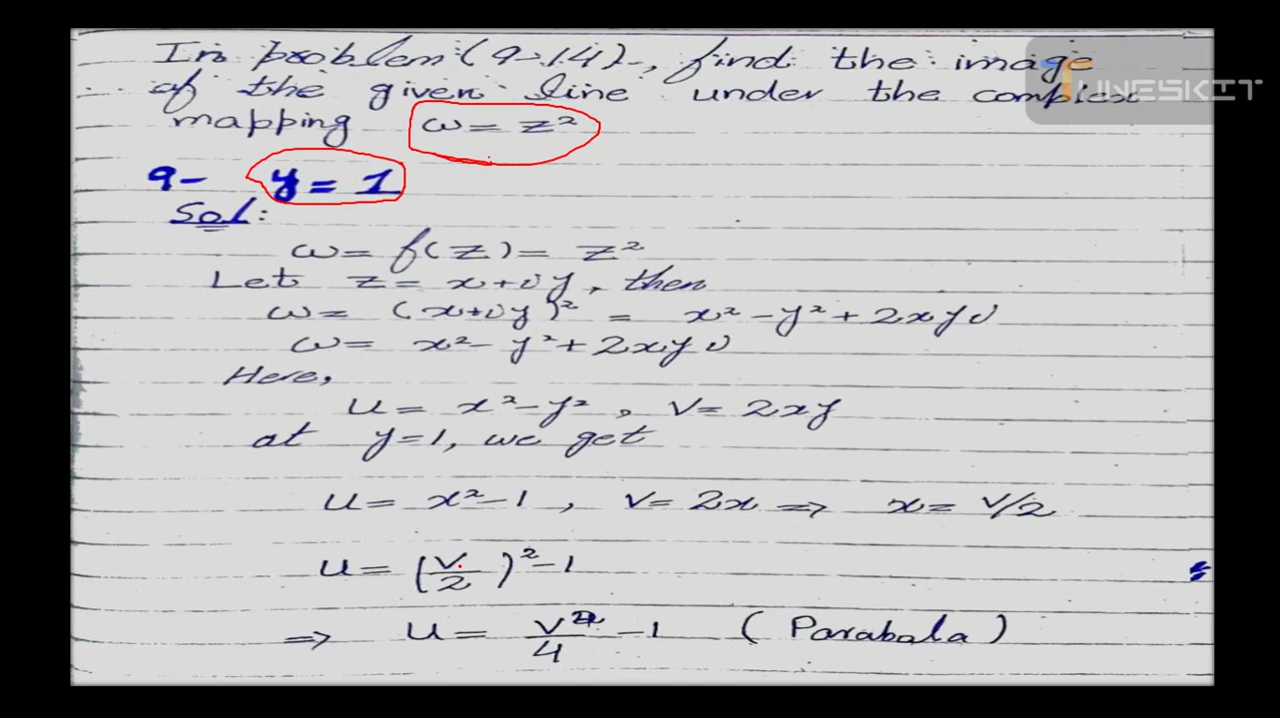 In problem (9-14), find the image
UNESKIT
of the given line under the complex
mapping ω = z²
9- y = 1
Sol:
ω = f(z) = z²
Let z = x+iy, then
ω = (x+iy)² = x² - y² + 2xyi
ω = x² - y² + 2xyi
Here,
u = x² - y², v = 2xy
at y=1, we get
u = x² - 1, v = 2x ⇒ x = v/2
u = (v/2)² - 1
⇒ u = v²/4 - 1 (Parabala)